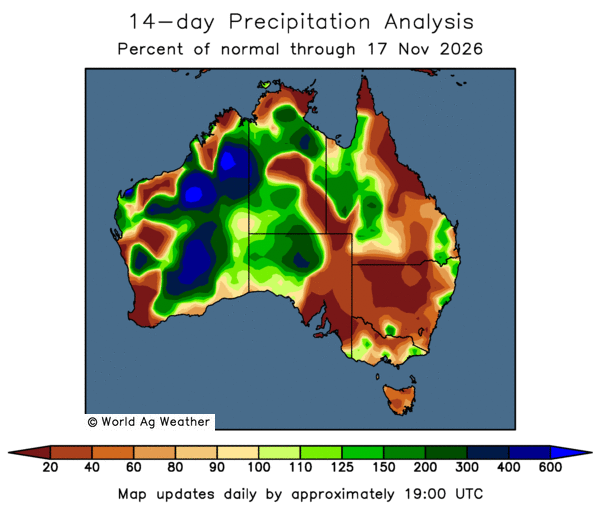 14-day Precipitation Analysis
Percent of normal through 17 Nov 2026
© World Ag Weather
20 40 60 80 90 100 110 125 150 200 300 400 600
Map updates daily by approximately 19:00 UTC